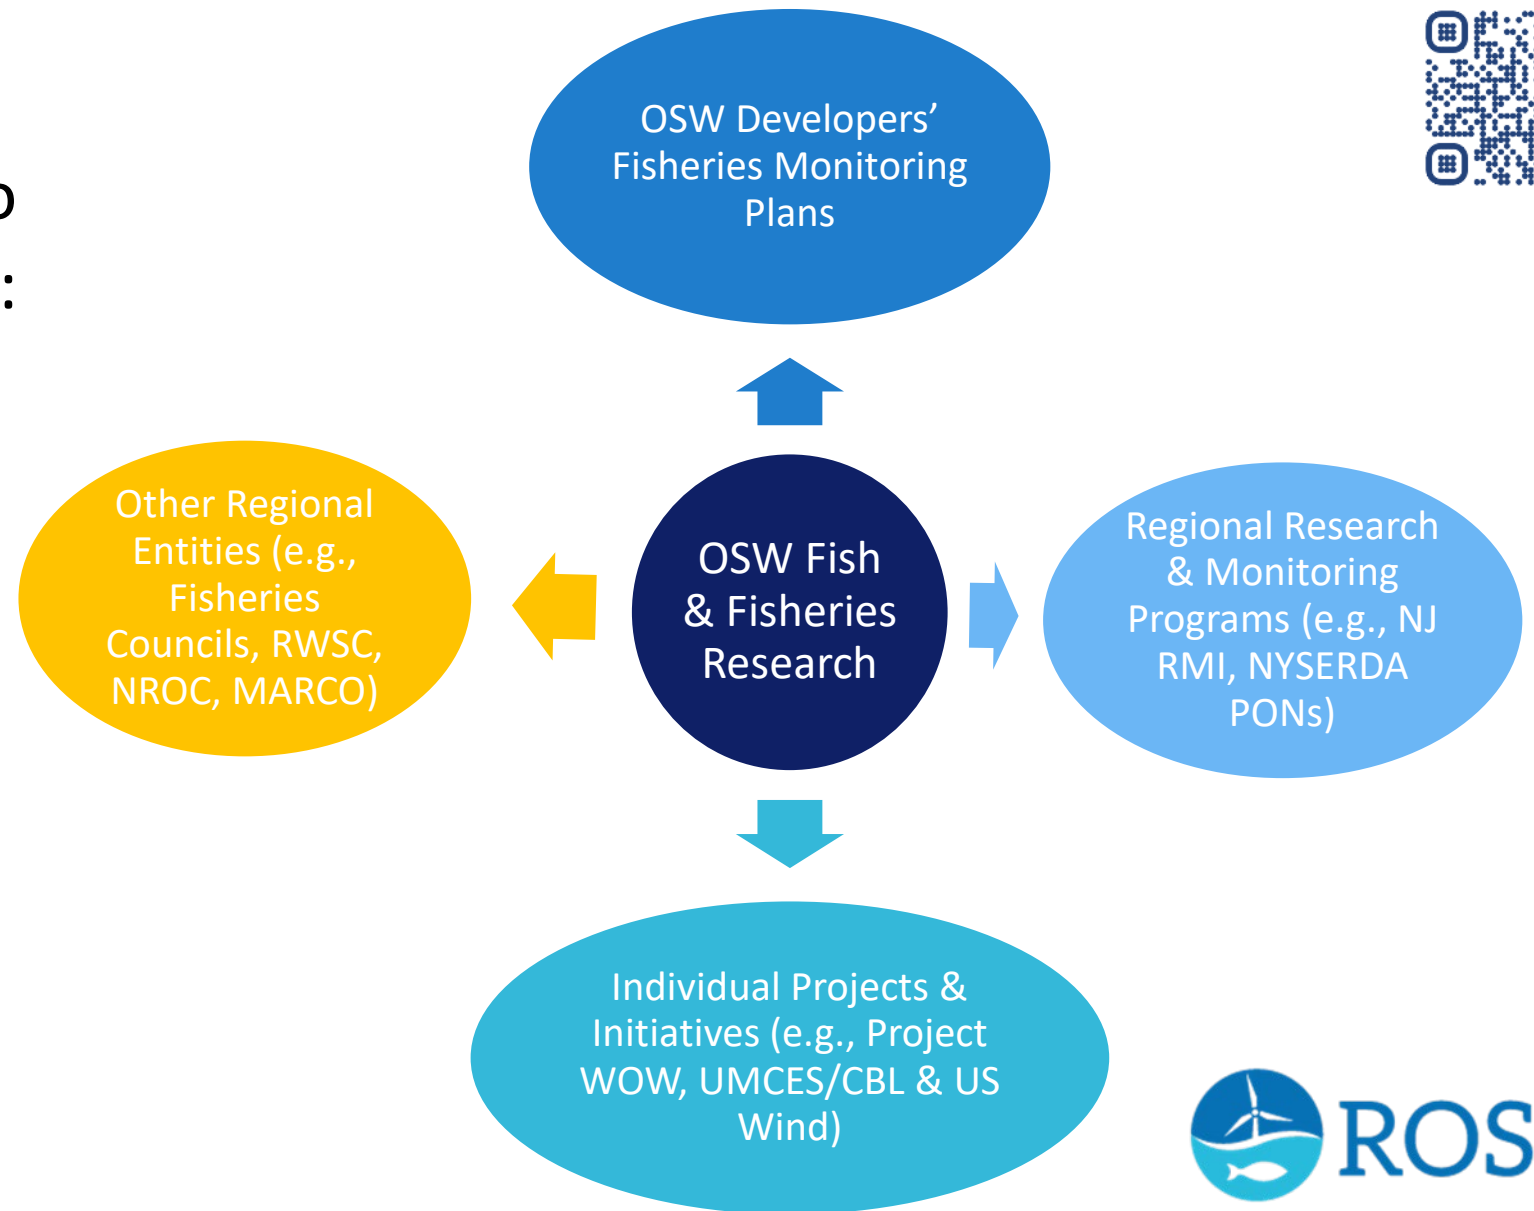 OSW Developers’
Fisheries Monitoring
Plans
:
Other Regional
Entities (e.g.,
Fisheries
Councils, RWSC,
NROC, MARCO)
OSW Fish
& Fisheries
Research
Regional Research
& Monitoring
Programs (e.g., NJ
RMI, NYSERDA
PONs)
Individual Projects &
Initiatives (e.g., Project
WOW, UMCES/CBL & US
Wind)
ROS